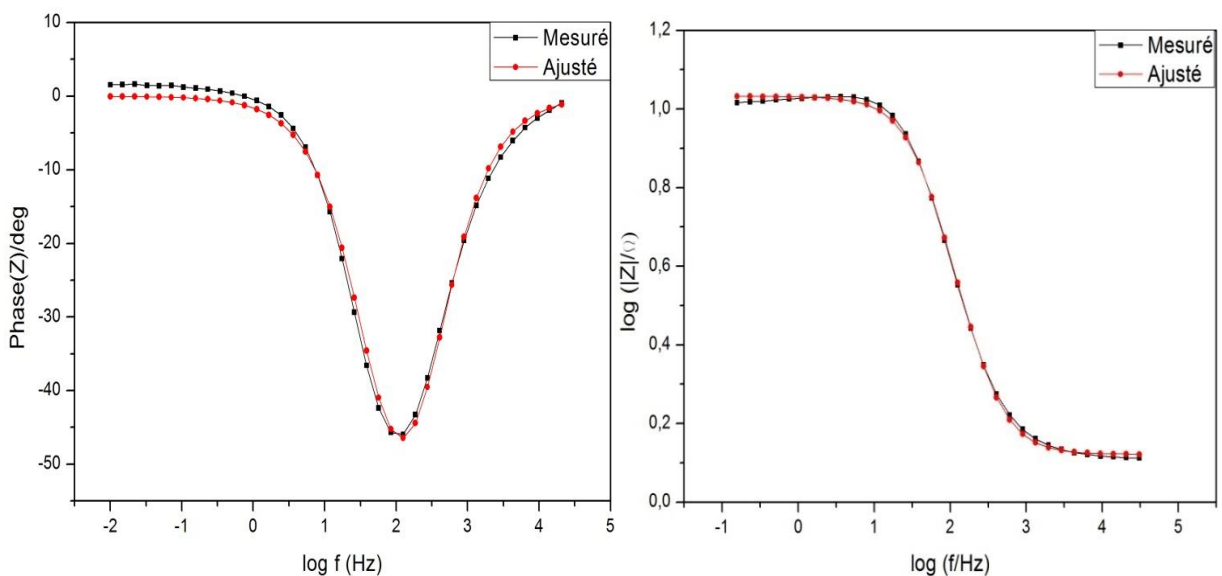 10
0
-10
-20
-30
-40
-50
Phase(Z)/deg
Mesuré
Ajusté
-2 -1 0 1 2 3 4 5
log f (Hz)
1,2
1,0
0,8
0,6
0,4
0,2
0,0
log (|Z|/Ω)
Mesuré
Ajusté
-1 0 1 2 3 4 5
log (f/Hz)